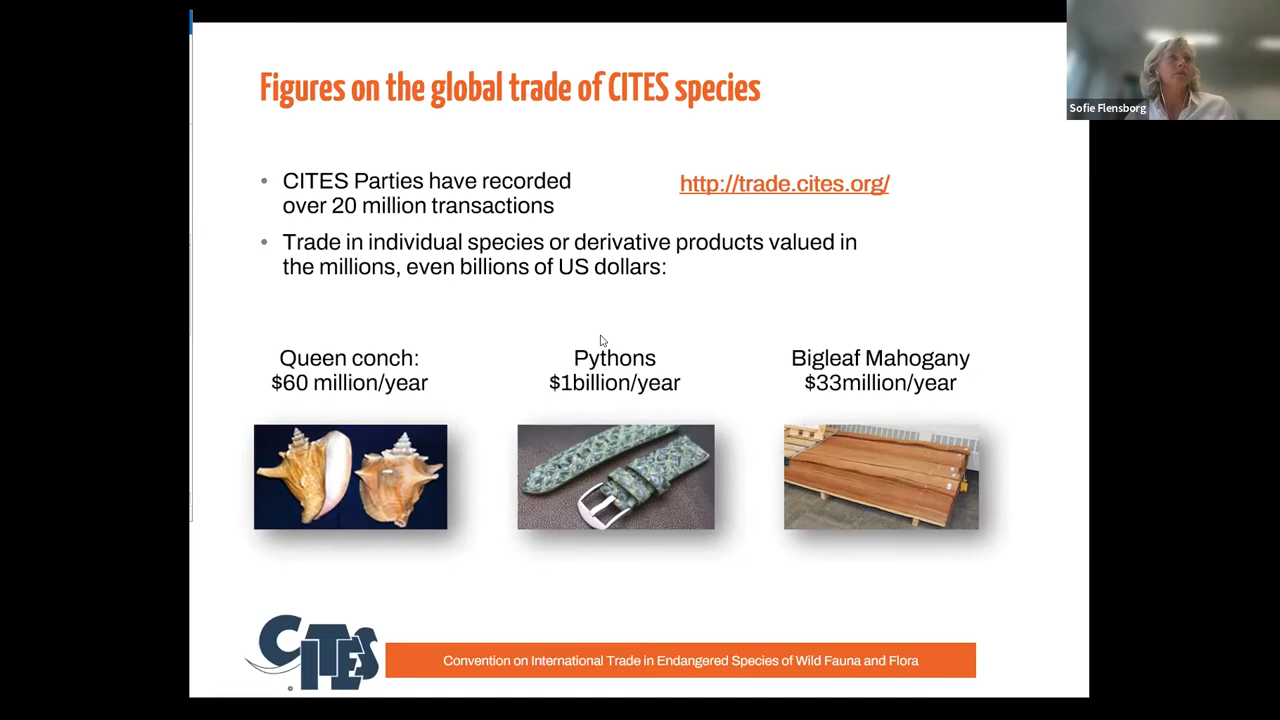 Figures on the global trade of CITES species
Sofie Flensborg
CITES Parties have recorded
over 20 million transactions
http://trade.cites.org/
Trade in individual species or derivative products valued in
the millions, even billions of US dollars:
Queen conch:
$60 million/year
Pythons
$1billion/year
Bigleaf Mahogany
$33million/year
CITES
Convention on International Trade in Endangered Species of Wild Fauna and Flora